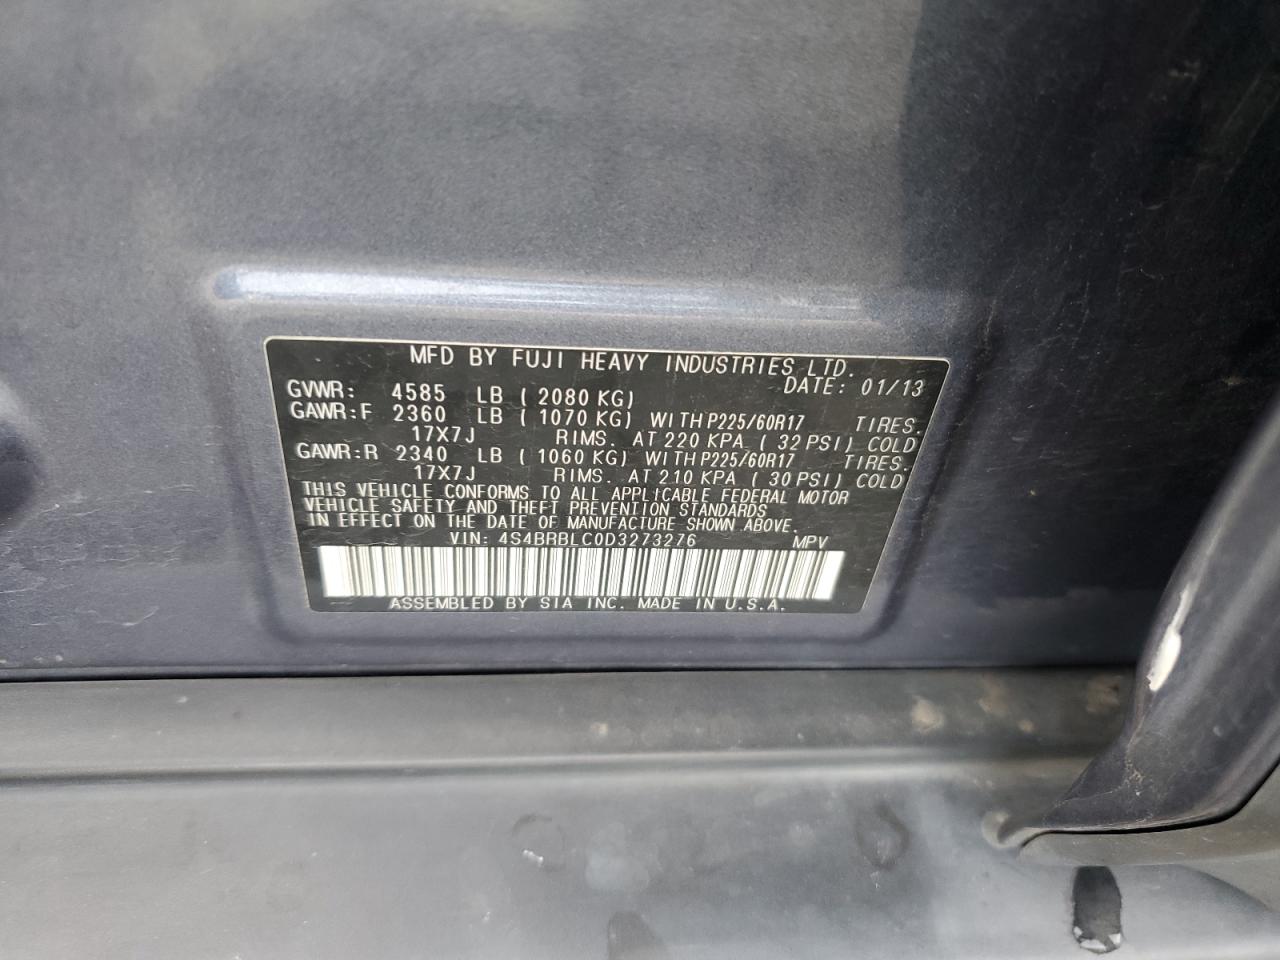 MFD BY FUJI HEAVY INDUSTRIES LTD.
DATE: 01/13
GVWR: 4585 LB ( 2080 KG)
GAWR:F 2360 LB ( 1070 KG) WITH P225/60R17 TIRES.
17X7J RIMS. AT 220 KPA ( 32 PSI) COLD
GAWR:R 2340 LB ( 1060 KG) WITH P225/60R17 TIRES.
17X7J RIMS. AT 210 KPA ( 30 PSI) COLD
THIS VEHICLE CONFORMS TO ALL APPLICABLE FEDERAL MOTOR
VEHICLE SAFETY AND THEFT PREVENTION STANDARDS
IN EFFECT ON THE DATE OF MANUFACTURE SHOWN ABOVE.
VIN: 4S4BRBLC0D3273276 MPV
ASSEMBLED BY SIA INC. MADE IN U.S.A.